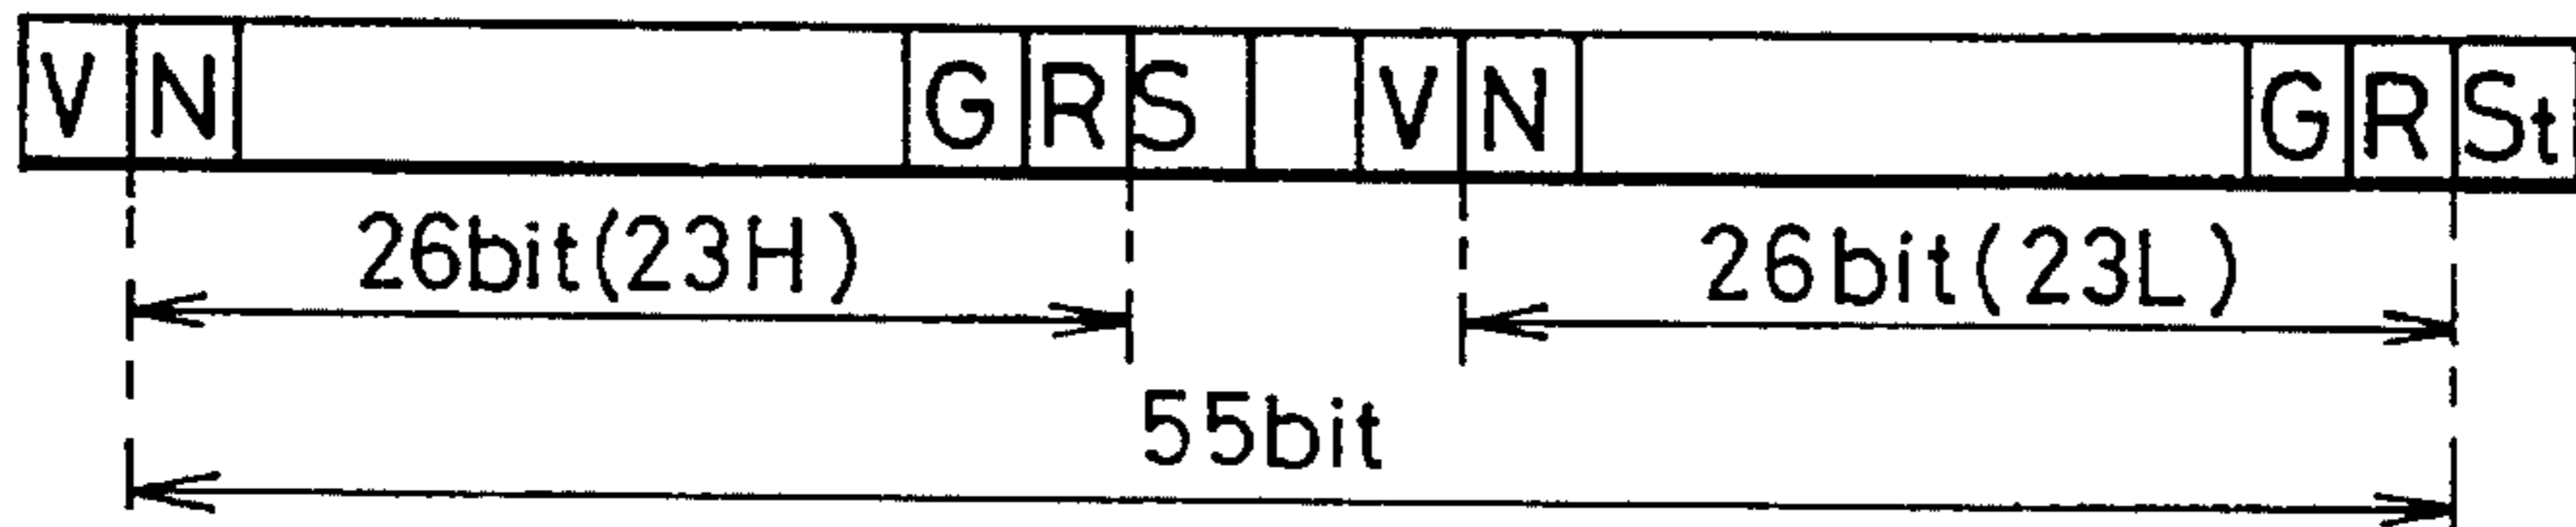 V N G R S V N G R St
26bit(23H) 26bit(23L)
55bit